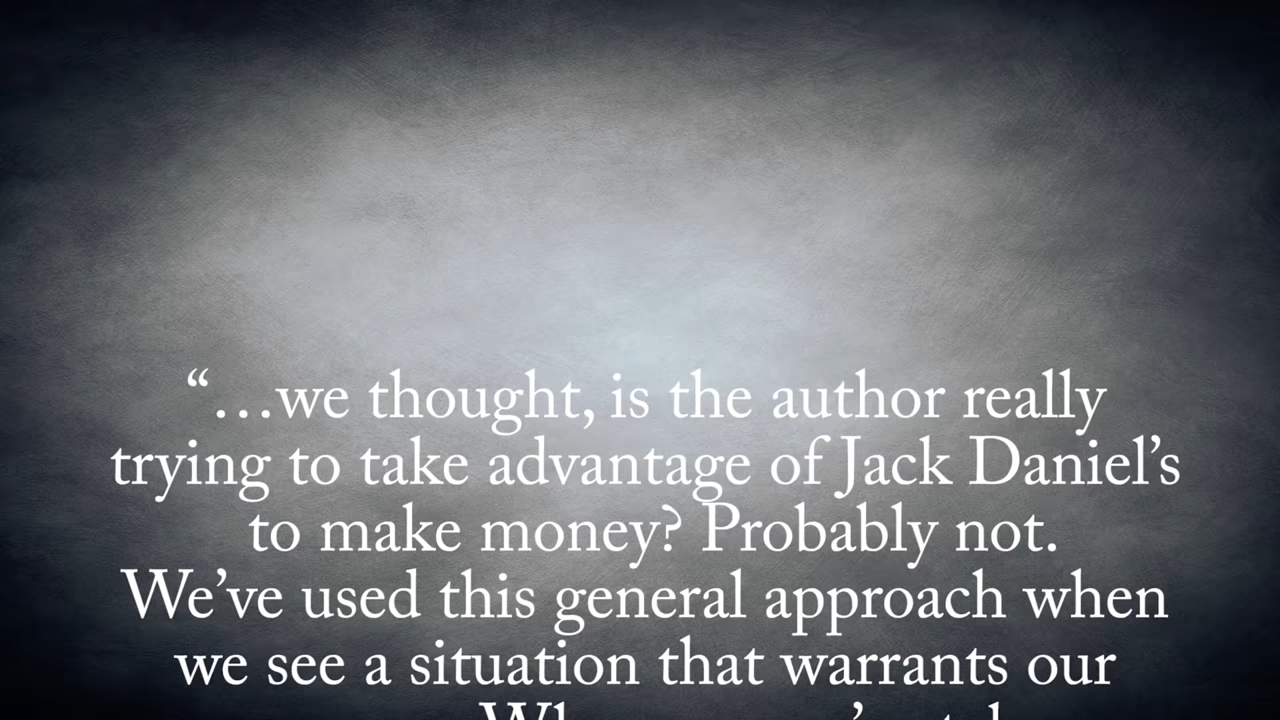 “…we thought, is the author really
trying to take advantage of Jack Daniel’s
to make money? Probably not.
We’ve used this general approach when
we see a situation that warrants our